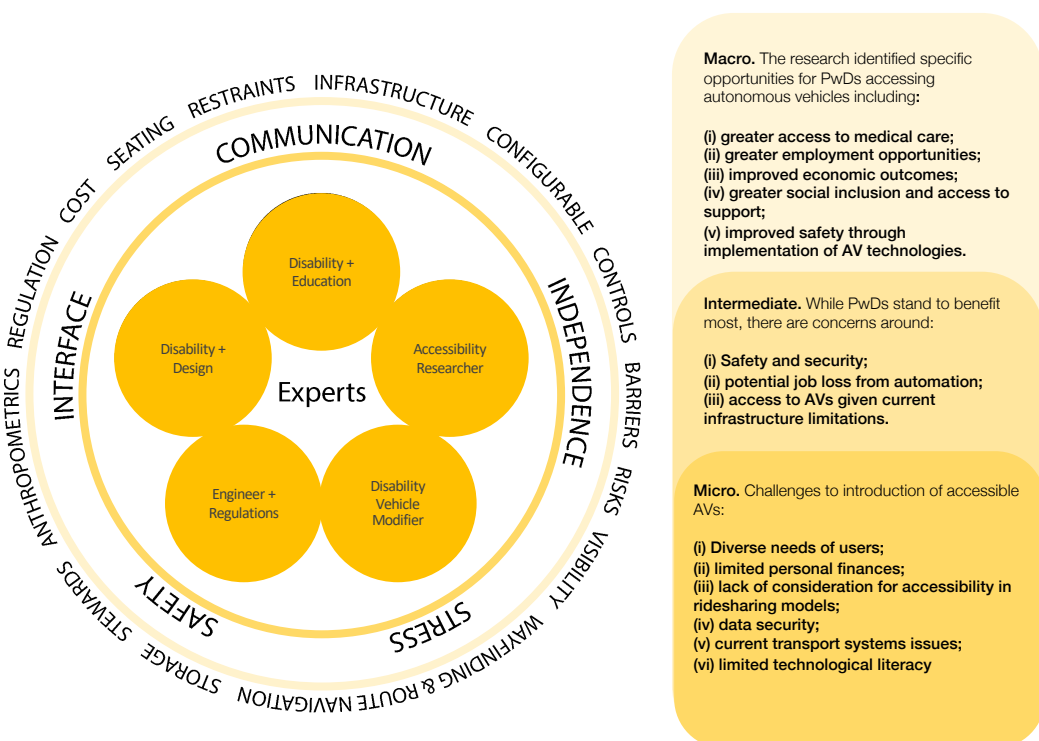 RESTRAINTS
INFRASTRUCTURE
CONFIGURABLE
CONTROLS
BARRIERS
RISKS
VISIBILITY
WAYFINDING & ROUTE NAVIGATION
STORAGE
STEWARDS
ANTHROPOMETRICS
REGULATION
COST
SEATING
COMMUNICATION
INDEPENDENCE
STRESS
SAFETY
INTERFACE
Disability +
Education
Accessibility
Researcher
Disability
Vehicle
Modifier
Engineer +
Regulations
Disability +
Design
Experts
Macro. The research identified specific
opportunities for PwDs accessing
autonomous vehicles including:
(i) greater access to medical care;
(ii) greater employment opportunities;
(iii) improved economic outcomes;
(iv) greater social inclusion and access to
support;
(v) improved safety through
implementation of AV technologies.
Intermediate. While PwDs stand to benefit
most, there are concerns around:
(i) Safety and security;
(ii) potential job loss from automation;
(iii) access to AVs given current
infrastructure limitations.
Micro. Challenges to introduction of accessible
AVs:
(i) Diverse needs of users;
(ii) limited personal finances;
(iii) lack of consideration for accessibility in
ridesharing models;
(iv) data security;
(v) current transport systems issues;
(vi) limited technological literacy